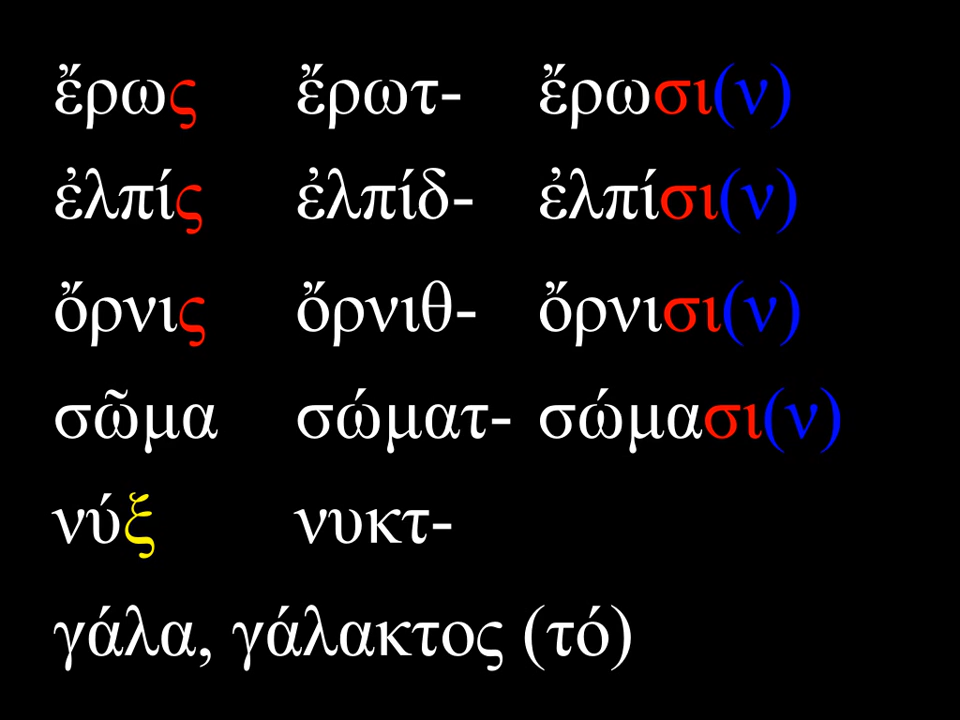 ἔρως ἔρωτ- ἔρωσι(ν)
ἐλπίς ἐλπίδ- ἐλπίσι(ν)
ὄρνις ὄρνιθ- ὄρνισι(ν)
σῶμα σώματ- σώμασι(ν)
νύξ νυκτ-
γάλα, γάλακτος (τό)